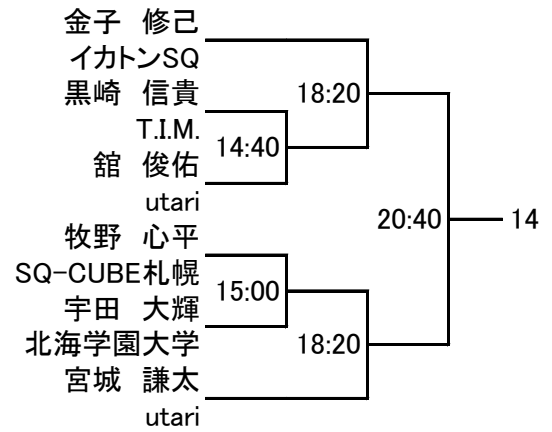 金子　修己
イカトンSQ
黒崎　信貴
18:20
T.I.M.
14:40
舘　俊佑
utari
20:40
14
牧野　心平
SQ-CUBE札幌
15:00
宇田　大輝
北海学園大学
18:20
宮城　謙太
utari